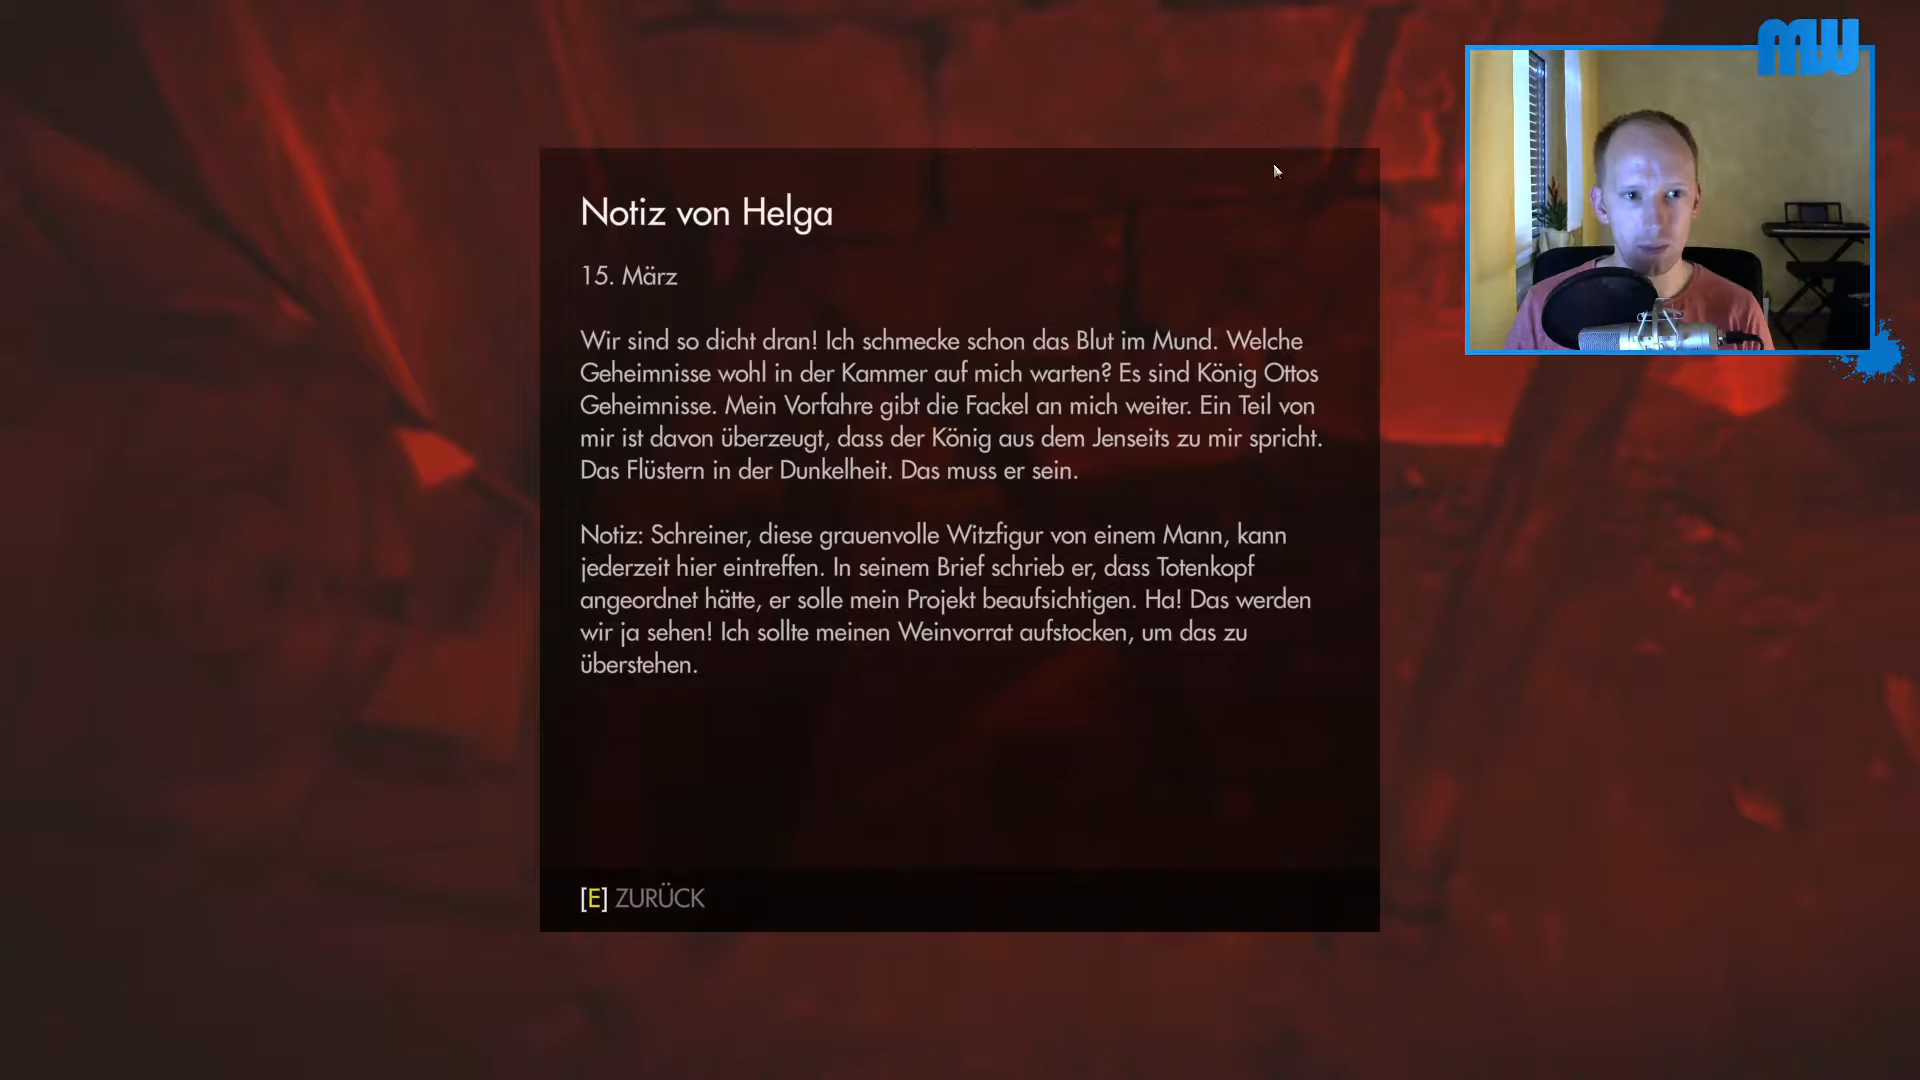 MW
Notiz von Helga
15. März
Wir sind so dicht dran! Ich schmecke schon das Blut im Mund. Welche
Geheimnisse wohl in der Kammer auf mich warten? Es sind König Ottos
Geheimnisse. Mein Vorfahre gibt die Fackel an mich weiter. Ein Teil von
mir ist davon überzeugt, dass der König aus dem Jenseits zu mir spricht.
Das Flüstern in der Dunkelheit. Das muss er sein.
Notiz: Schreiner, diese grauenvolle Witzfigur von einem Mann, kann
jederzeit hier eintreffen. In seinem Brief schrieb er, dass Totenkopf
angeordnet hätte, er solle mein Projekt beaufsichtigen. Ha! Das werden
wir ja sehen! Ich sollte meinen Weinvorrat aufstocken, um das zu
überstehen.
[E] ZURÜCK